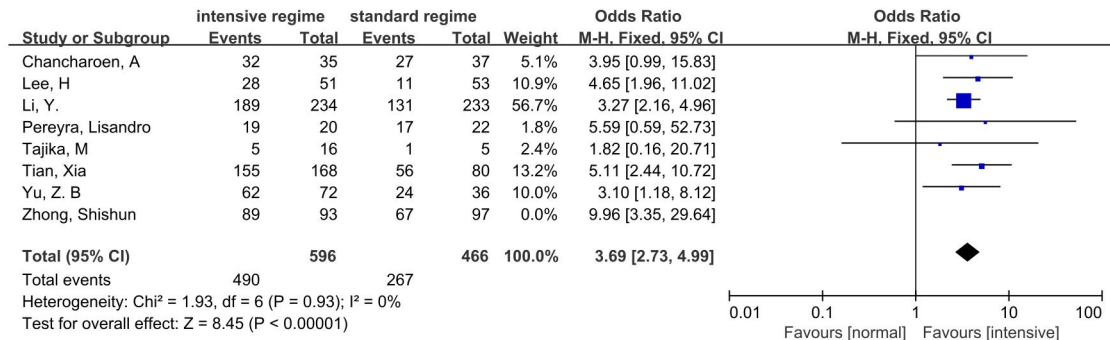 intensive regime standard regime Odds Ratio Odds Ratio
Study or Subgroup Events Total Events Total Weight M-H, Fixed, 95% CI M-H, Fixed, 95% CI
Chancharoen, A 32 35 27 37 5.1% 3.95 [0.99, 15.83]
Lee, H 28 51 11 53 10.9% 4.65 [1.96, 11.02]
Li, Y. 189 234 131 233 56.7% 3.27 [2.16, 4.96]
Pereyra, Lisandro 19 20 17 22 1.8% 5.59 [0.59, 52.73]
Tajika, M 5 16 1 5 2.4% 1.82 [0.16, 20.71]
Tian, Xia 155 168 56 80 13.2% 5.11 [2.44, 10.72]
Yu, Z. B 62 72 24 36 10.0% 3.10 [1.18, 8.12]
Zhong, Shishun 89 93 67 97 0.0% 9.96 [3.35, 29.64]
Total (95% CI) 596 466 100.0% 3.69 [2.73, 4.99]
Total events 490 267
Heterogeneity: Chi² = 1.93, df = 6 (P = 0.93); I² = 0%
Test for overall effect: Z = 8.45 (P < 0.00001)
0.01 0.1 1 10 100
Favours [normal] Favours [intensive]